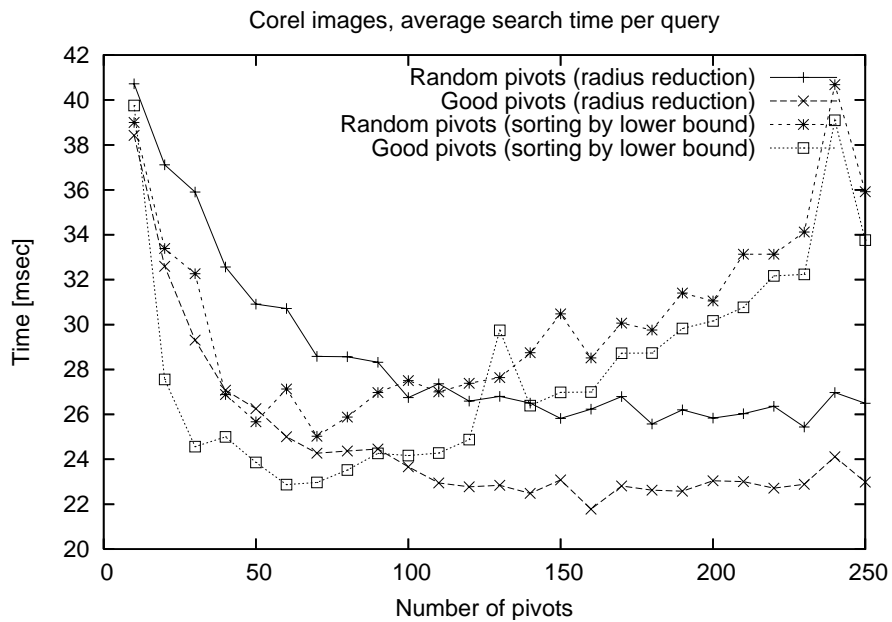 Corel images, average search time per query
42
40
38
36
34
32
30
28
26
24
22
20
Time [msec]
Random pivots (radius reduction)
Good pivots (radius reduction)
Random pivots (sorting by lower bound)
Good pivots (sorting by lower bound)
0 50 100 150 200 250
Number of pivots